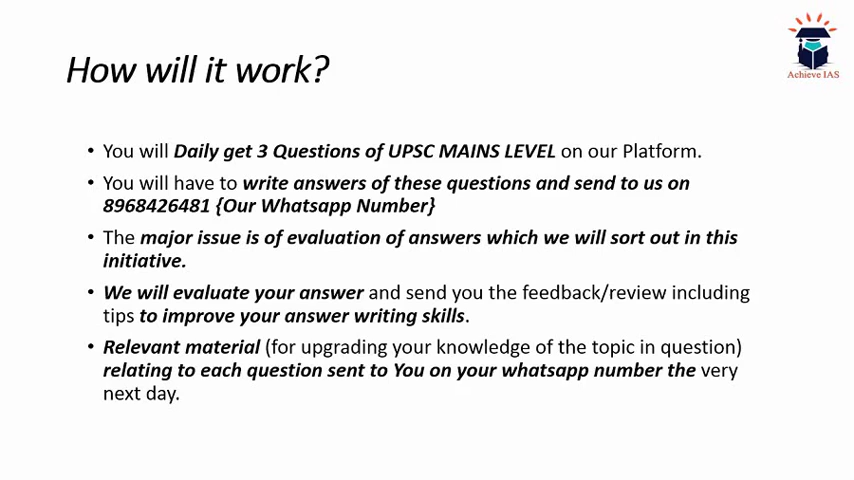 Achieve IAS
How will it work?
• You will Daily get 3 Questions of UPSC MAINS LEVEL on our Platform.
• You will have to write answers of these questions and send to us on
8968426481 {Our Whatsapp Number}
• The major issue is of evaluation of answers which we will sort out in this
initiative.
• We will evaluate your answer and send you the feedback/review including
tips to improve your answer writing skills.
• Relevant material (for upgrading your knowledge of the topic in question)
relating to each question sent to You on your whatsapp number the very
next day.